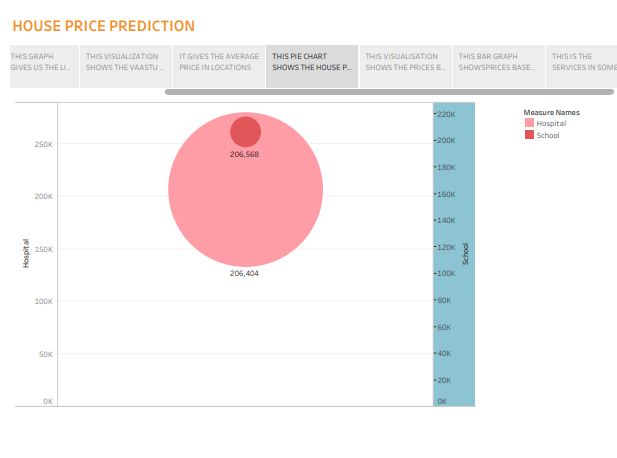 HOUSE PRICE PREDICTION
THIS GRAPH
GIVES US THE LI...
THIS VISUALIZATION
SHOWS THE VAASTU ...
IT GIVES THE AVERAGE
PRICE IN LOCATIONS
THIS PIE CHART
SHOWS THE HOUSE P...
THIS VISUALISATION
SHOWS THE PRICES B...
THIS BAR GRAPH
SHOWSPRICES BASE...
THIS IS THE
SERVICES IN SOME
Hospital
250K
200K
150K
100K
50K
0K
206,568
206,404
220K
200K
180K
160K
140K
120K
100K
80K
60K
40K
20K
0K
School
Measure Names
Hospital
School